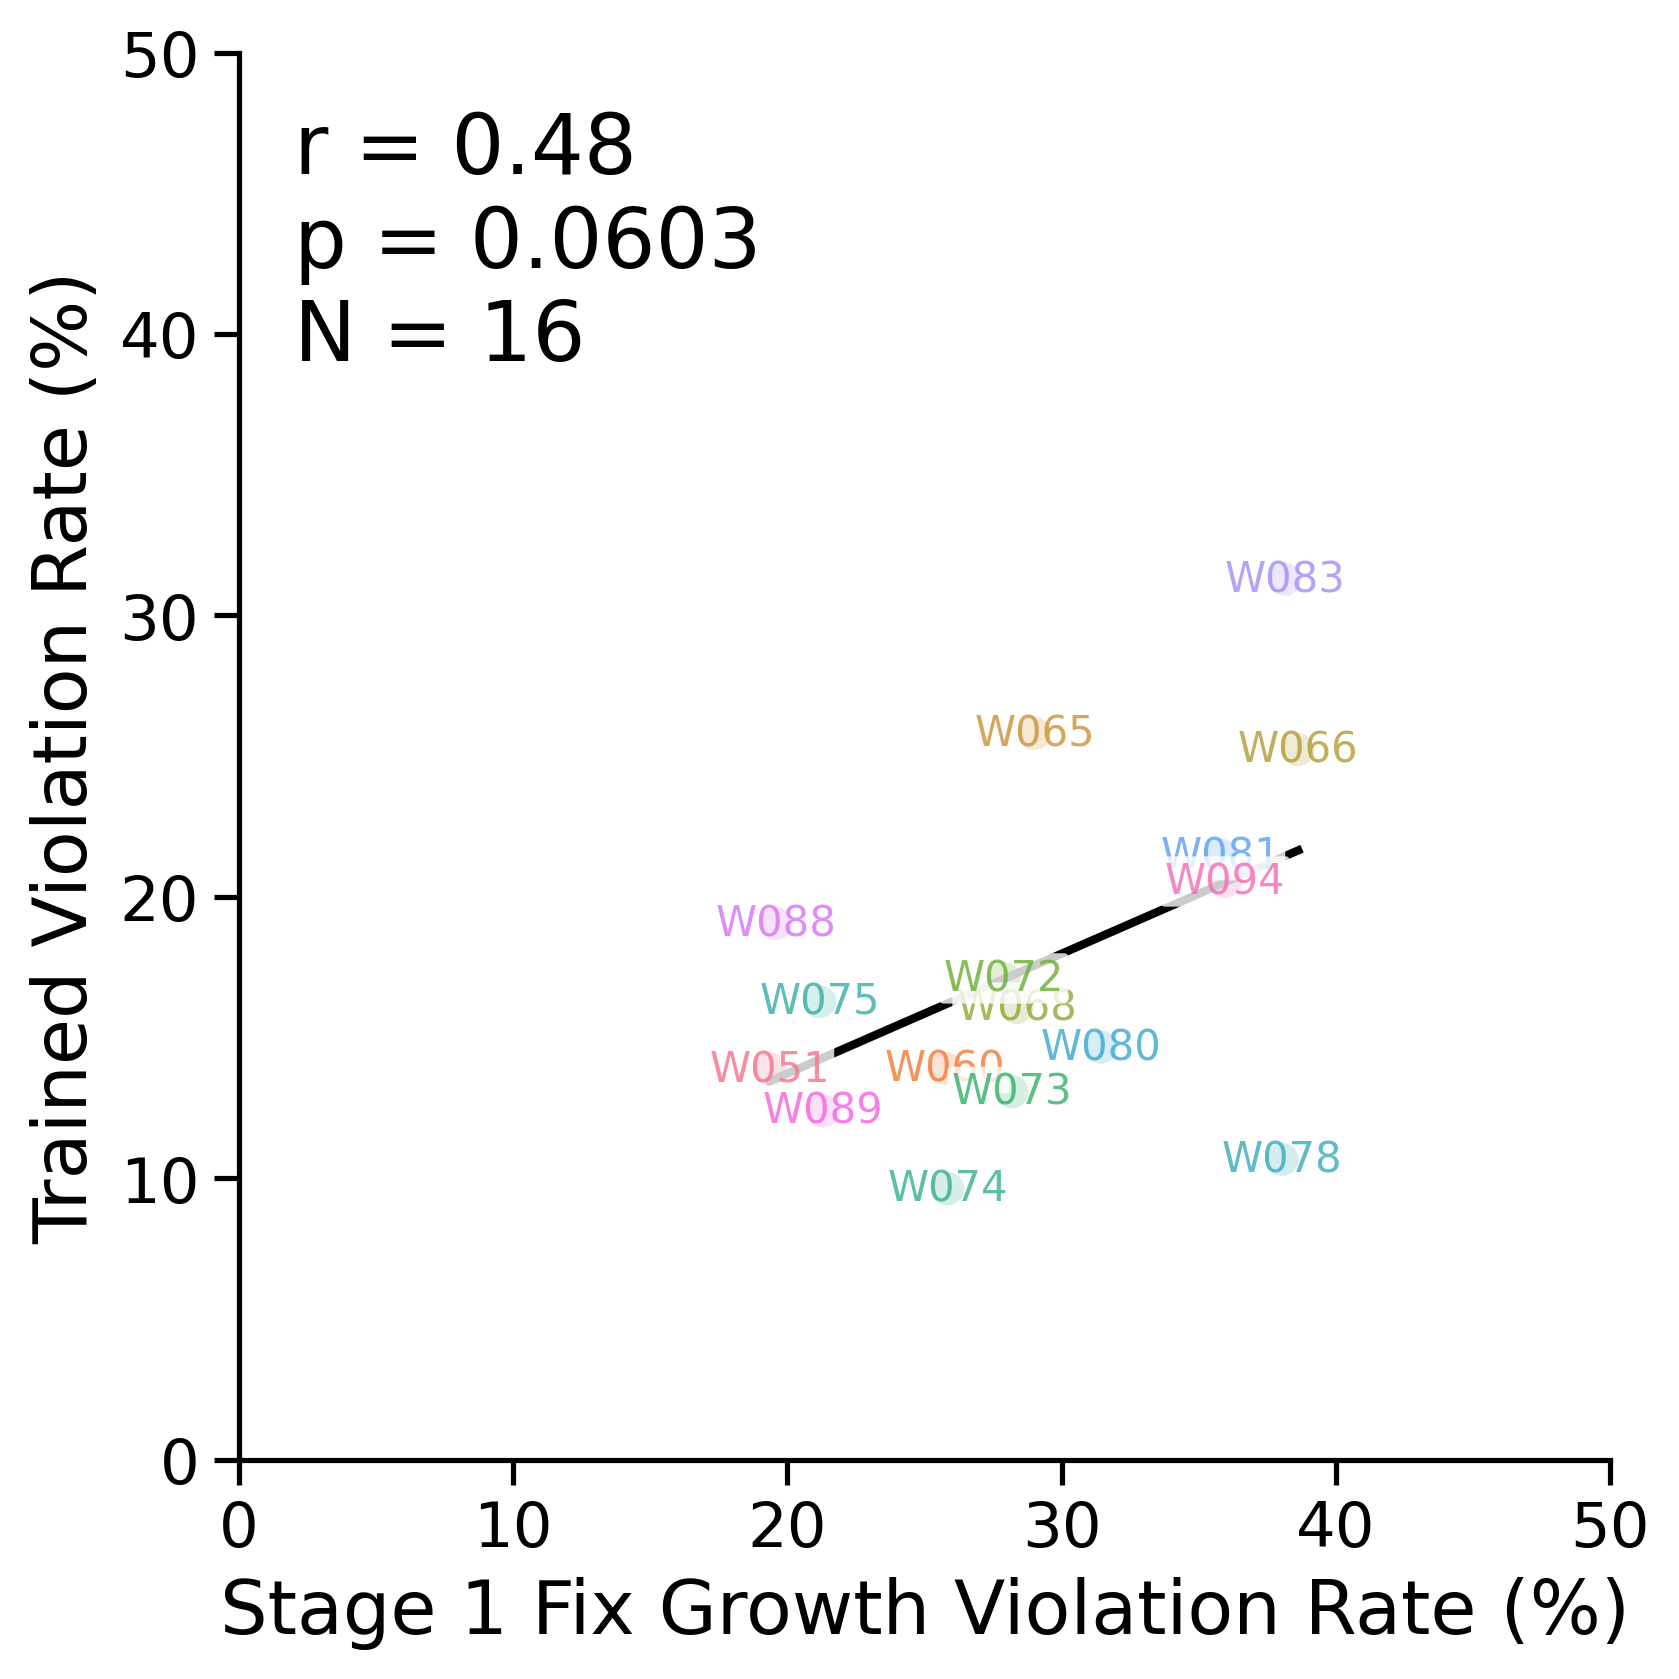 50
r = 0.48
p = 0.0603
N = 16
40
30
20
10
0
Trained Violation Rate (%)
W083
W065
W066
W081
W094
W088
W072
W075
W068
W080
W051
W060
W073
W089
W078
W074
0 10 20 30 40 50
Stage 1 Fix Growth Violation Rate (%)